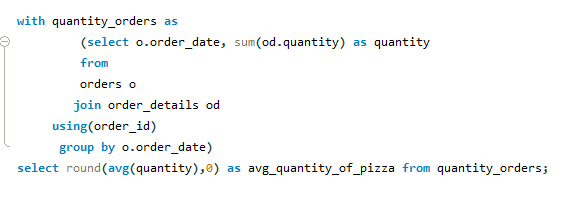 with quantity_orders as
(select o.order_date, sum(od.quantity) as quantity
from
orders o
join order_details od
using(order_id)
group by o.order_date)
select round(avg(quantity),0) as avg_quantity_of_pizza from quantity_orders;